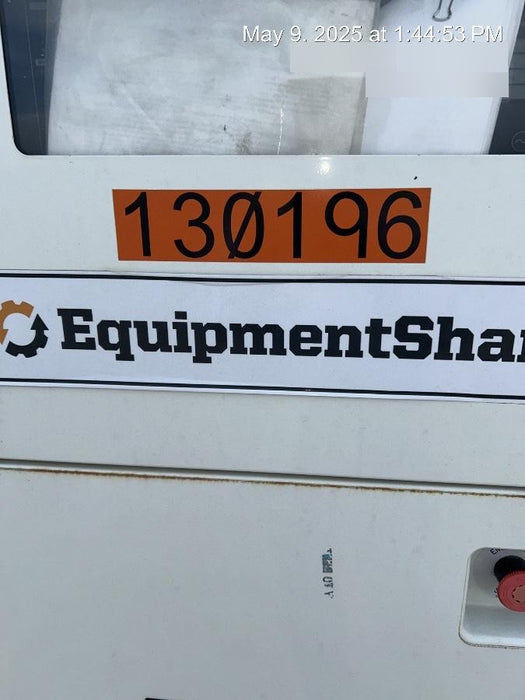 May 9, 2025 at 1:44:53 PM
130196
EquipmentShar